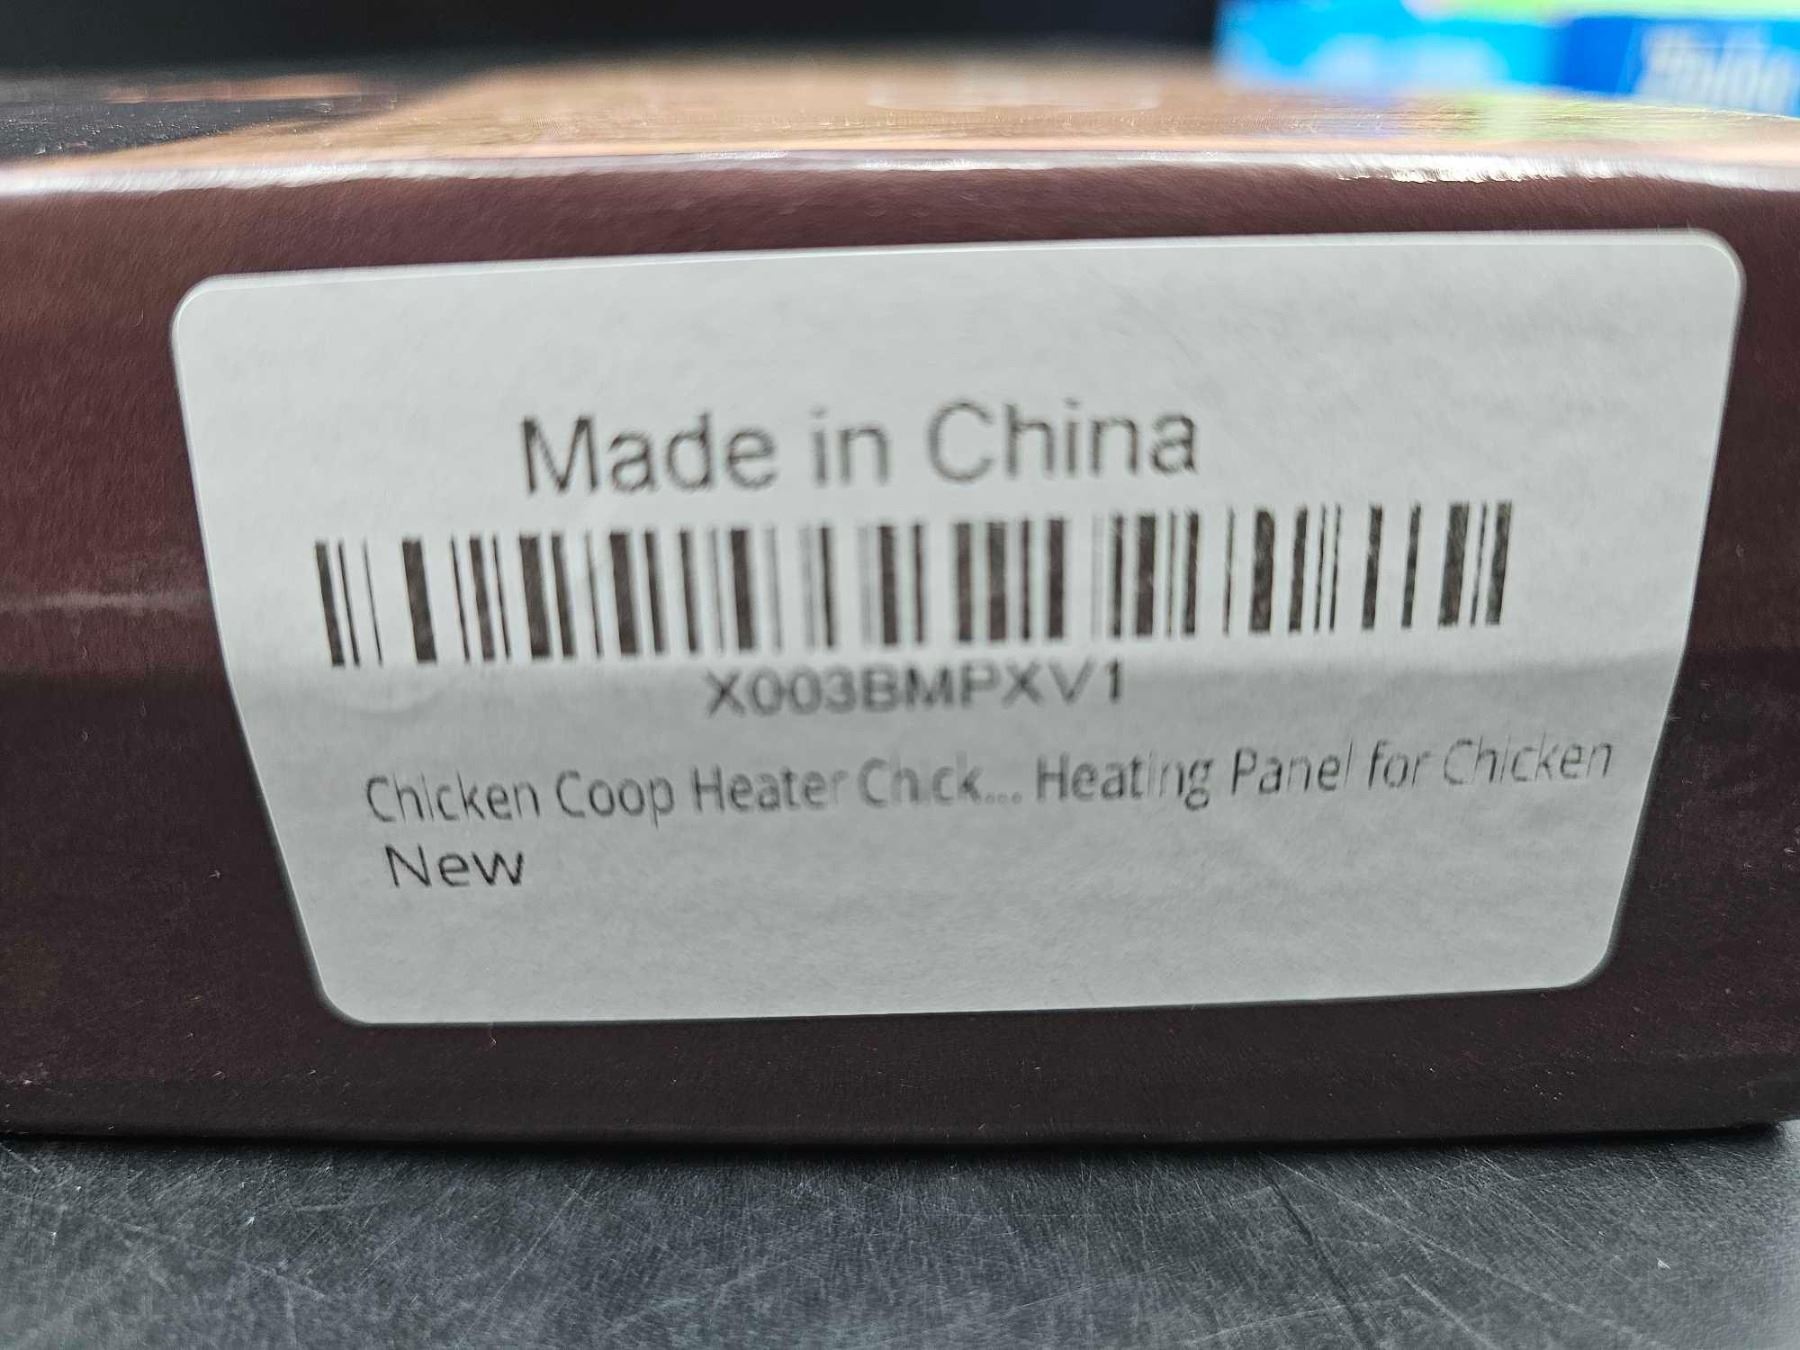 Made in China
X003BMPXV1
Chicken Coop Heater Chick... Heating Panel for Chicken
New